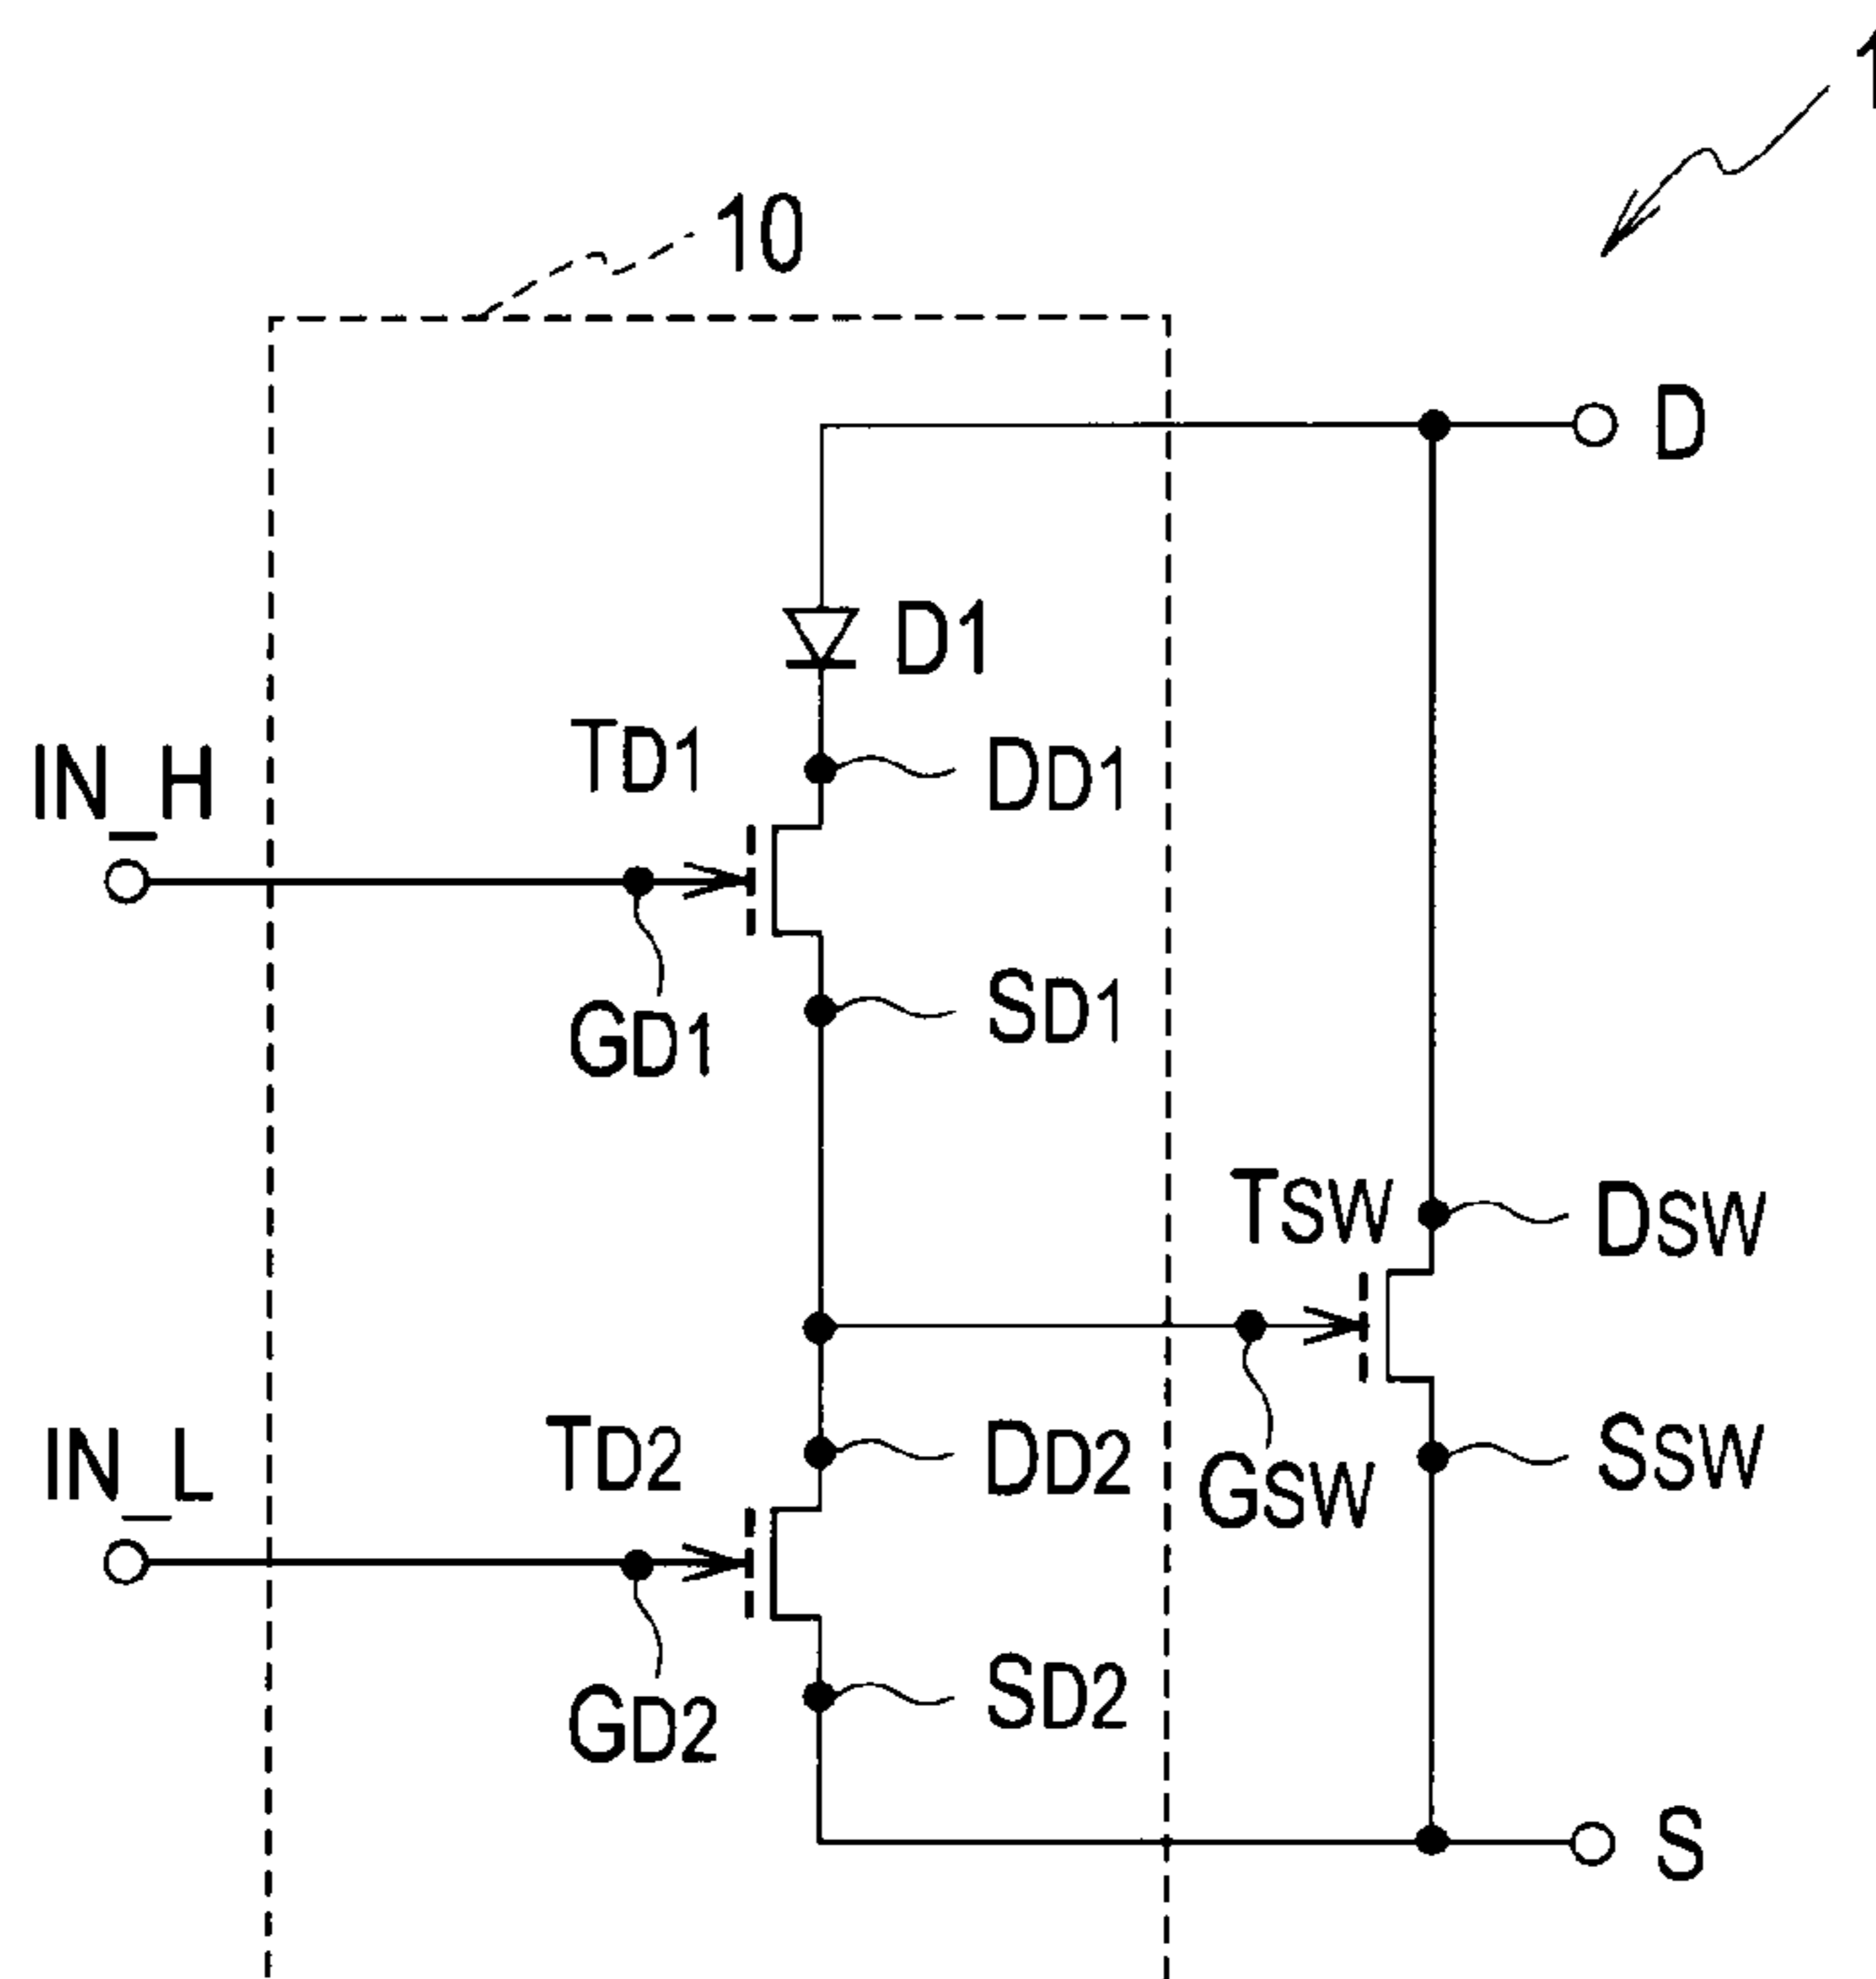 1
10
D
D1
TD1
DD1
IN_H
SD1
GD1
TSW
DSW
TD2
DD2
IN_L
GSW
SSW
SD2
GD2
S